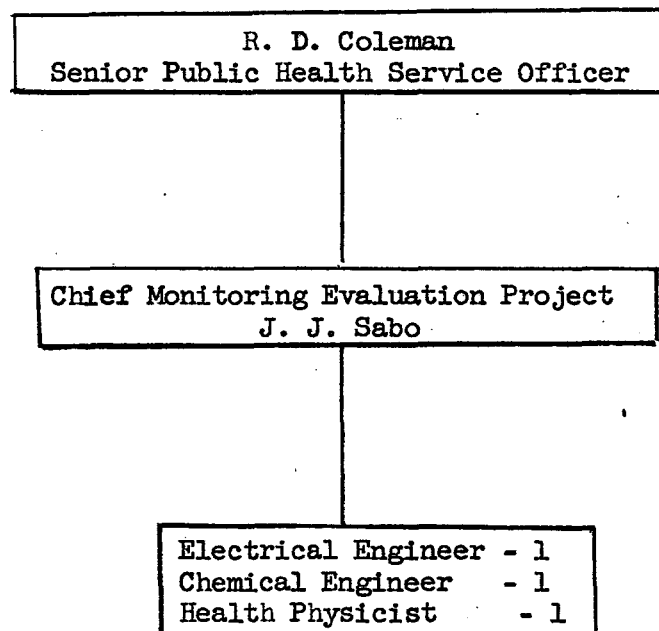 R. D. Coleman
Senior Public Health Service Officer
Chief Monitoring Evaluation Project
J. J. Sabo
Electrical Engineer - 1
Chemical Engineer - 1
Health Physicist - 1